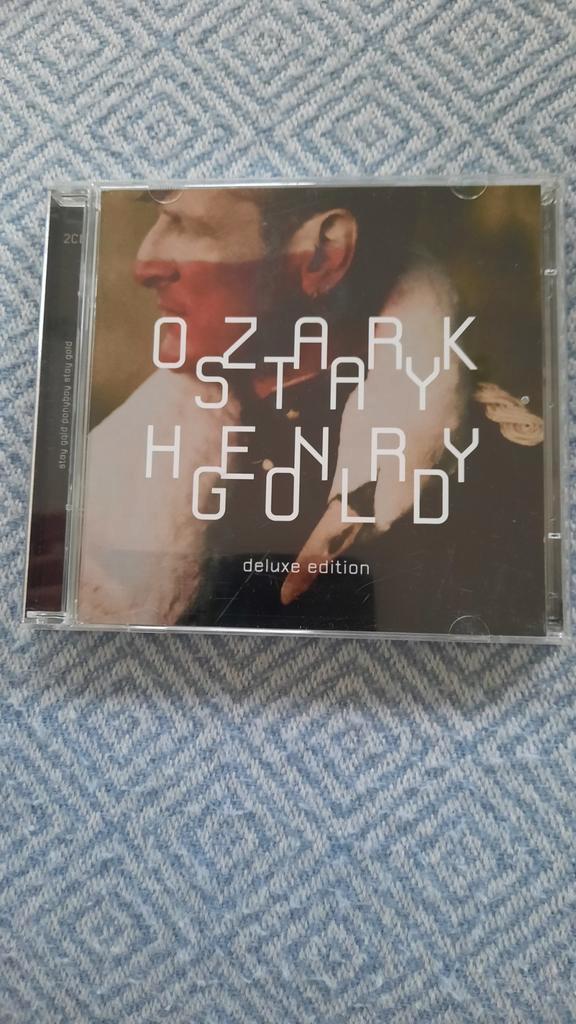 2CD
OZARK
STAY
HENRY
GOLD
deluxe edition